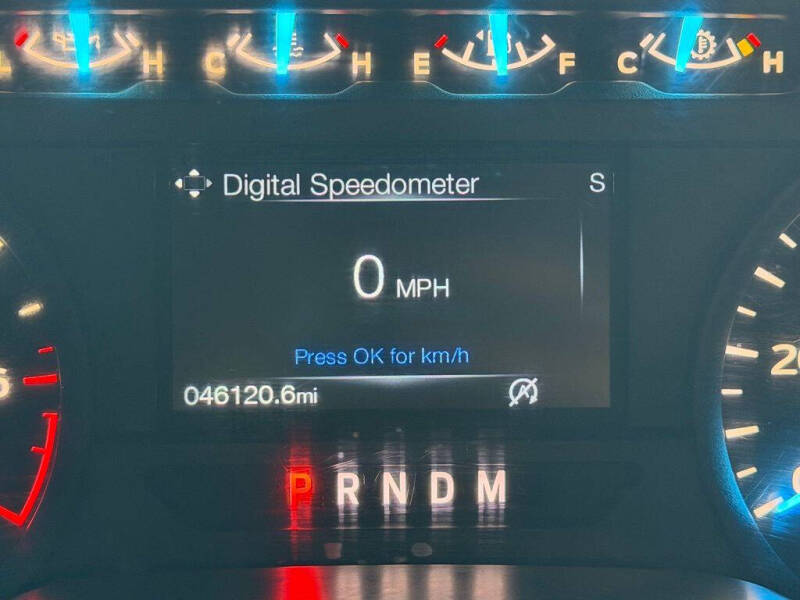 L H C H E F C H
Digital Speedometer S
0 MPH
Press OK for km/h
046120.6mi
P R N D M